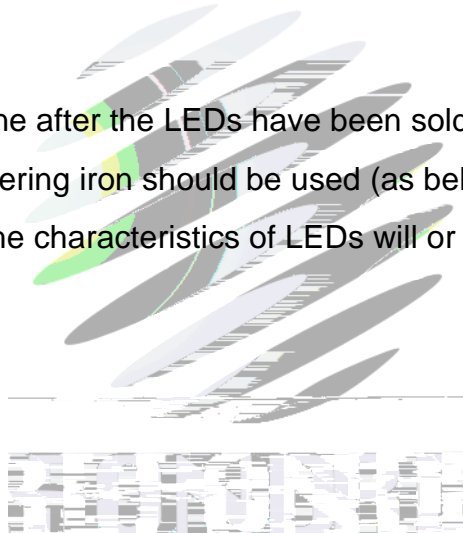 ne after the LEDs have been sold
ering iron should be used (as bel
ne characteristics of LEDs will or